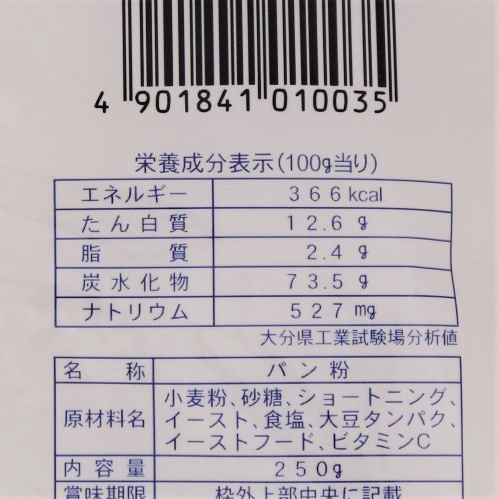 4 901841 010035
栄養成分表示(100g当り)
エネルギー 366kcal
たん白質 12.6g
脂質 2.4g
炭水化物 73.5g
ナトリウム 527mg
大分県工業試験場分析値
名称 パン粉
原材料名 小麦粉、砂糖、ショートニング、
イースト、食塩、大豆タンパク、
イーストフード、ビタミンC
内容量 250g
賞味期限 枠外上部中央に記載